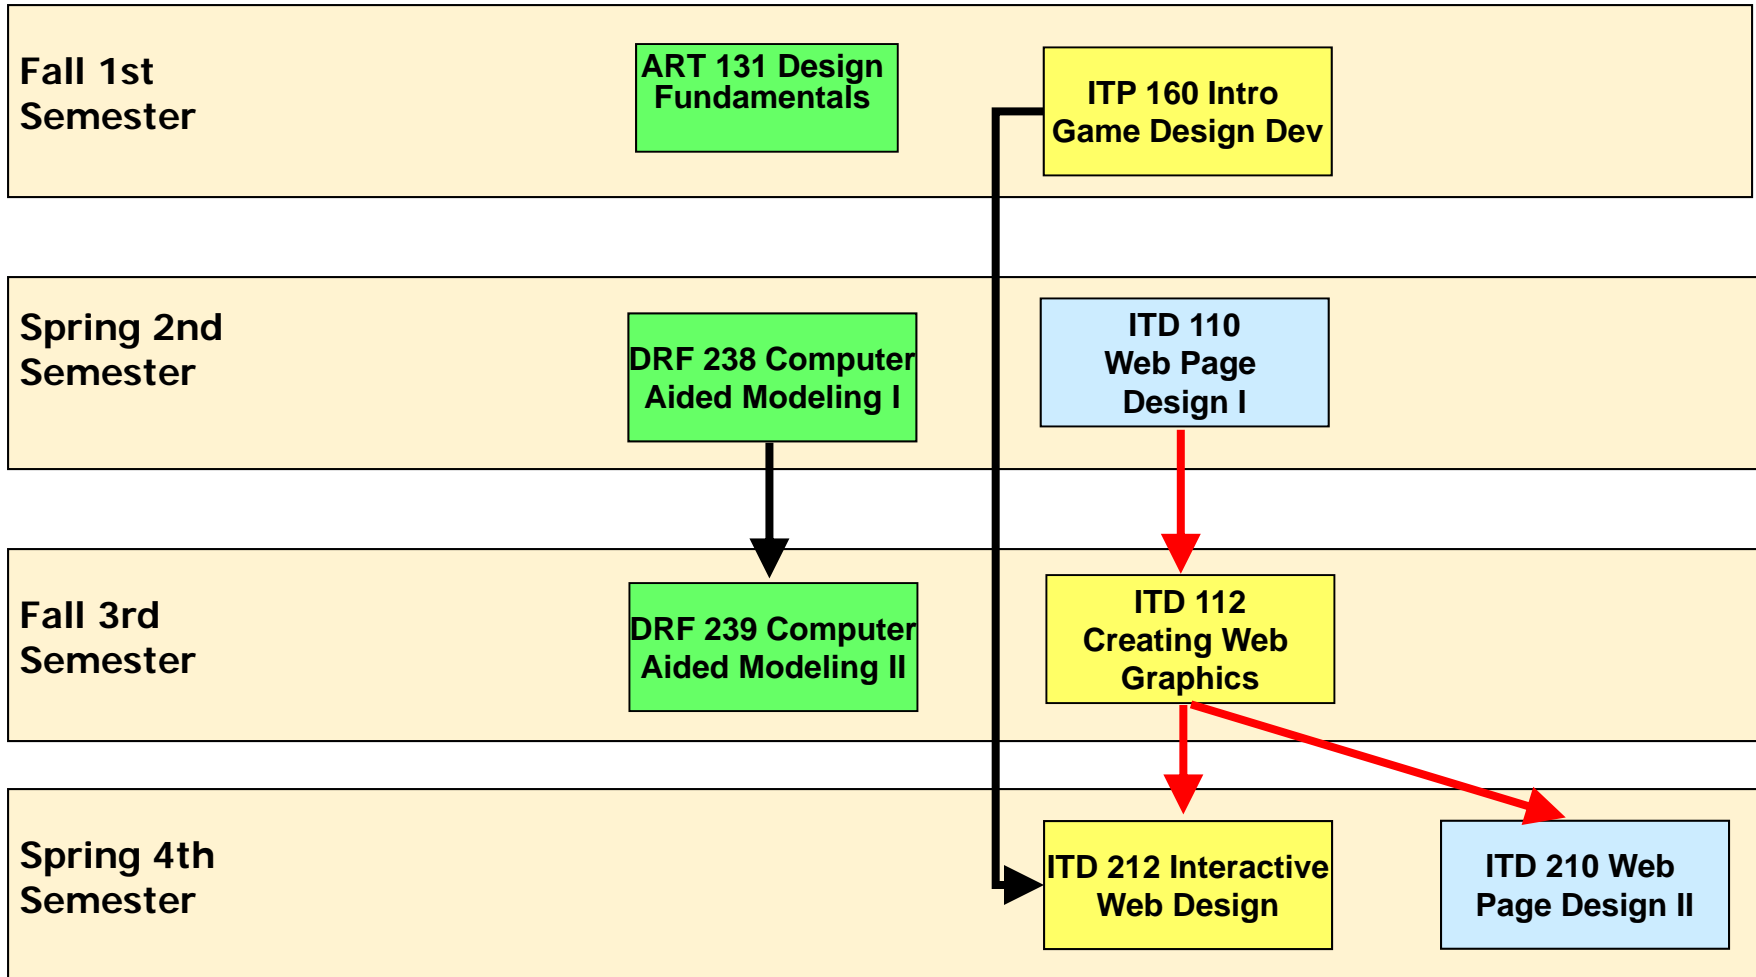 Fall 1st
Semester
ART 131 Design
Fundamentals
ITP 160 Intro
Game Design Dev
Spring 2nd
Semester
DRF 238 Computer
Aided Modeling I
ITD 110
Web Page
Design I
Fall 3rd
Semester
DRF 239 Computer
Aided Modeling II
ITD 112
Creating Web
Graphics
Spring 4th
Semester
ITD 212 Interactive
Web Design
ITD 210 Web
Page Design II